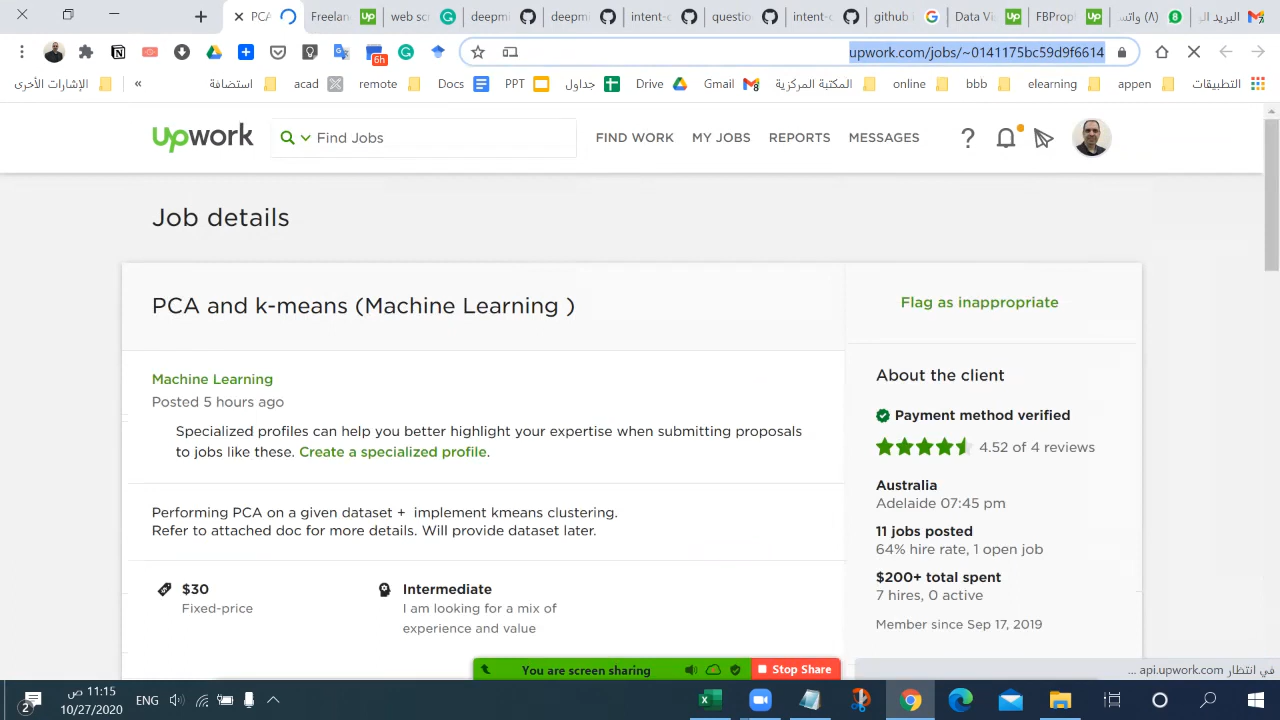 PCA
Freelan
web scr
deepmi
deepmi
intent
questic
intent-c
github f
Data T
FBProp
(٨) واتـ
البريد الـ
6h
upwork.com/jobs/~0141175bc59d9f6614
التطبيقات
appen
elearning
bbb
online
المكتبة المركزية
Gmail
Drive
جداول
PPT
Docs
remote
acad
استضافة
»
الإشارات الأخرى
upwork
Find Jobs
FIND WORK
MY JOBS
REPORTS
MESSAGES
?
Job details
PCA and k-means (Machine Learning )
Flag as inappropriate
Machine Learning
Posted 5 hours ago
Specialized profiles can help you better highlight your expertise when submitting proposals
to jobs like these. Create a specialized profile.
Performing PCA on a given dataset + implement kmeans clustering.
Refer to attached doc for more details. Will provide dataset later.
$30
Fixed-price
Intermediate
I am looking for a mix of
experience and value
About the client
Payment method verified
4.52 of 4 reviews
Australia
Adelaide 07:45 pm
11 jobs posted
64% hire rate, 1 open job
$200+ total spent
7 hires, 0 active
Member since Sep 17, 2019
You are screen sharing
Stop Share
في انتظار api.upwork.com ...
2
11:15 ص
10/27/2020
ENG